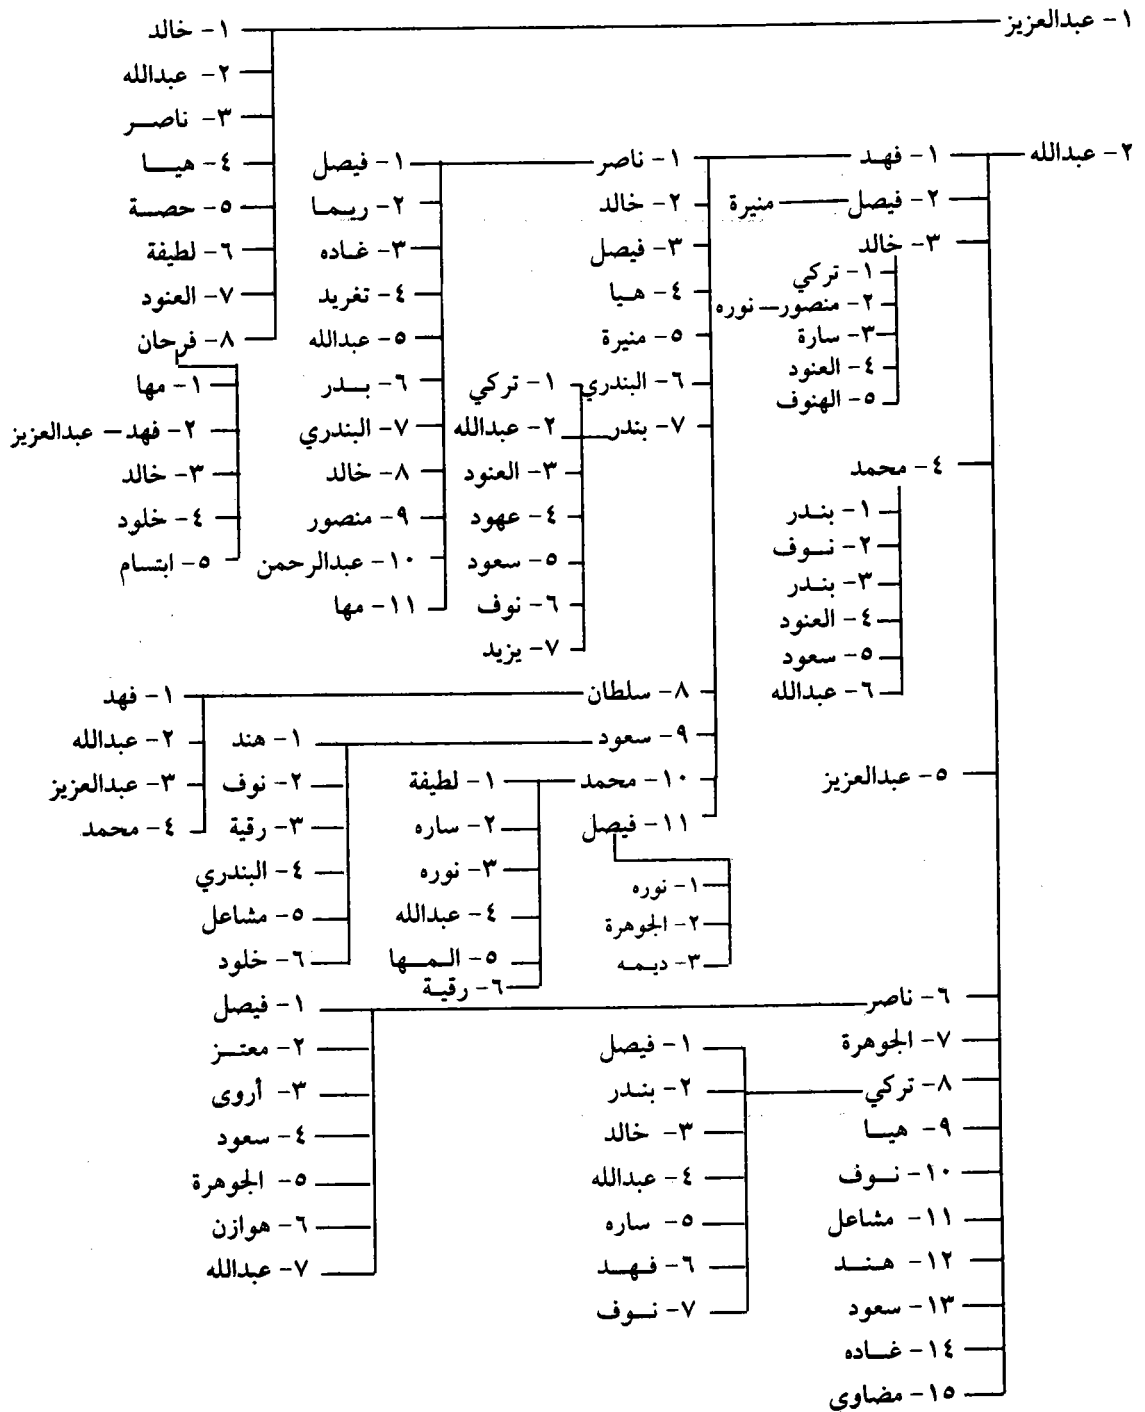 ١- عبدالعزيز
١- خالد
٢- عبدالله
٣- ناصر
٤- هيا
٥- حصة
٦- لطيفة
٧- العنود
٨- فرحان
١- مها
٢- فهد — عبدالعزيز
٣- خالد
٤- خلود
٥- ابتسام
٢- عبدالله
١- فهد
١- ناصر
١- فيصل
٢- ريما
٣- غاده
٤- تغريد
٥- عبدالله
٦- بدر
٧- البندري
٨- خالد
٩- منصور
١٠- عبدالرحمن
١١- مها
٢- خالد
٣- فيصل
٤- هيا
٥- منيرة
٦- البندري
٧- بندر
١- تركي
٢- عبدالله
٣- العنود
٤- عهود
٥- سعود
٦- نوف
٧- يزيد
٨- سلطان
١- فهد
٢- عبدالله
٣- عبدالعزيز
٤- محمد
٩- سعود
١- هند
٢- نوف
٣- رقية
٤- البندري
٥- مشاعل
٦- خلود
١٠- محمد
١- لطيفة
٢- ساره
٣- نوره
٤- عبدالله
٥- المها
٦- رقية
١١- فيصل
١- نوره
٢- الجوهرة
٣- ديمه
٢- فيصل — منيرة
٣- خالد
١- تركي
٢- منصور — نوره
٣- سارة
٤- العنود
٥- الهنوف
٤- محمد
١- بندر
٢- نوف
٣- بندر
٤- العنود
٥- سعود
٦- عبدالله
٥- عبدالعزيز
٦- ناصر
١- فيصل
٢- معتز
٣- أروى
٤- سعود
٥- الجوهرة
٦- هوازن
٧- عبدالله
٧- الجوهرة
٨- تركي
١- فيصل
٢- بندر
٣- خالد
٤- عبدالله
٥- ساره
٦- فهد
٧- نوف
٩- هيا
١٠- نوف
١١- مشاعل
١٢- هند
١٣- سعود
١٤- غاده
١٥- مضاوى